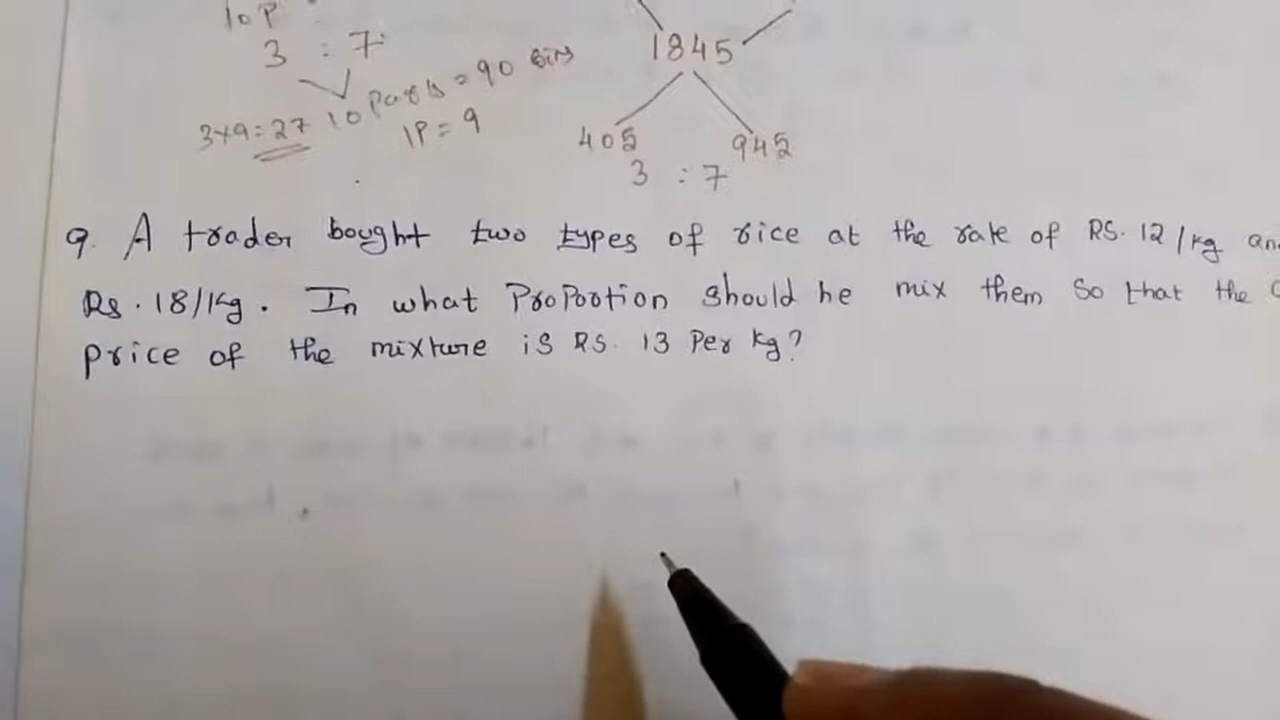 10 P
3 : 7
3×9=27 10 Parts = 90
1P = 9
1845
405 945
3 : 7
9. A trader bought two types of rice at the rate of RS. 12/kg
Rs. 18/kg. In what Proportion should he mix them so that the
price of the mixture is RS. 13 Per kg?